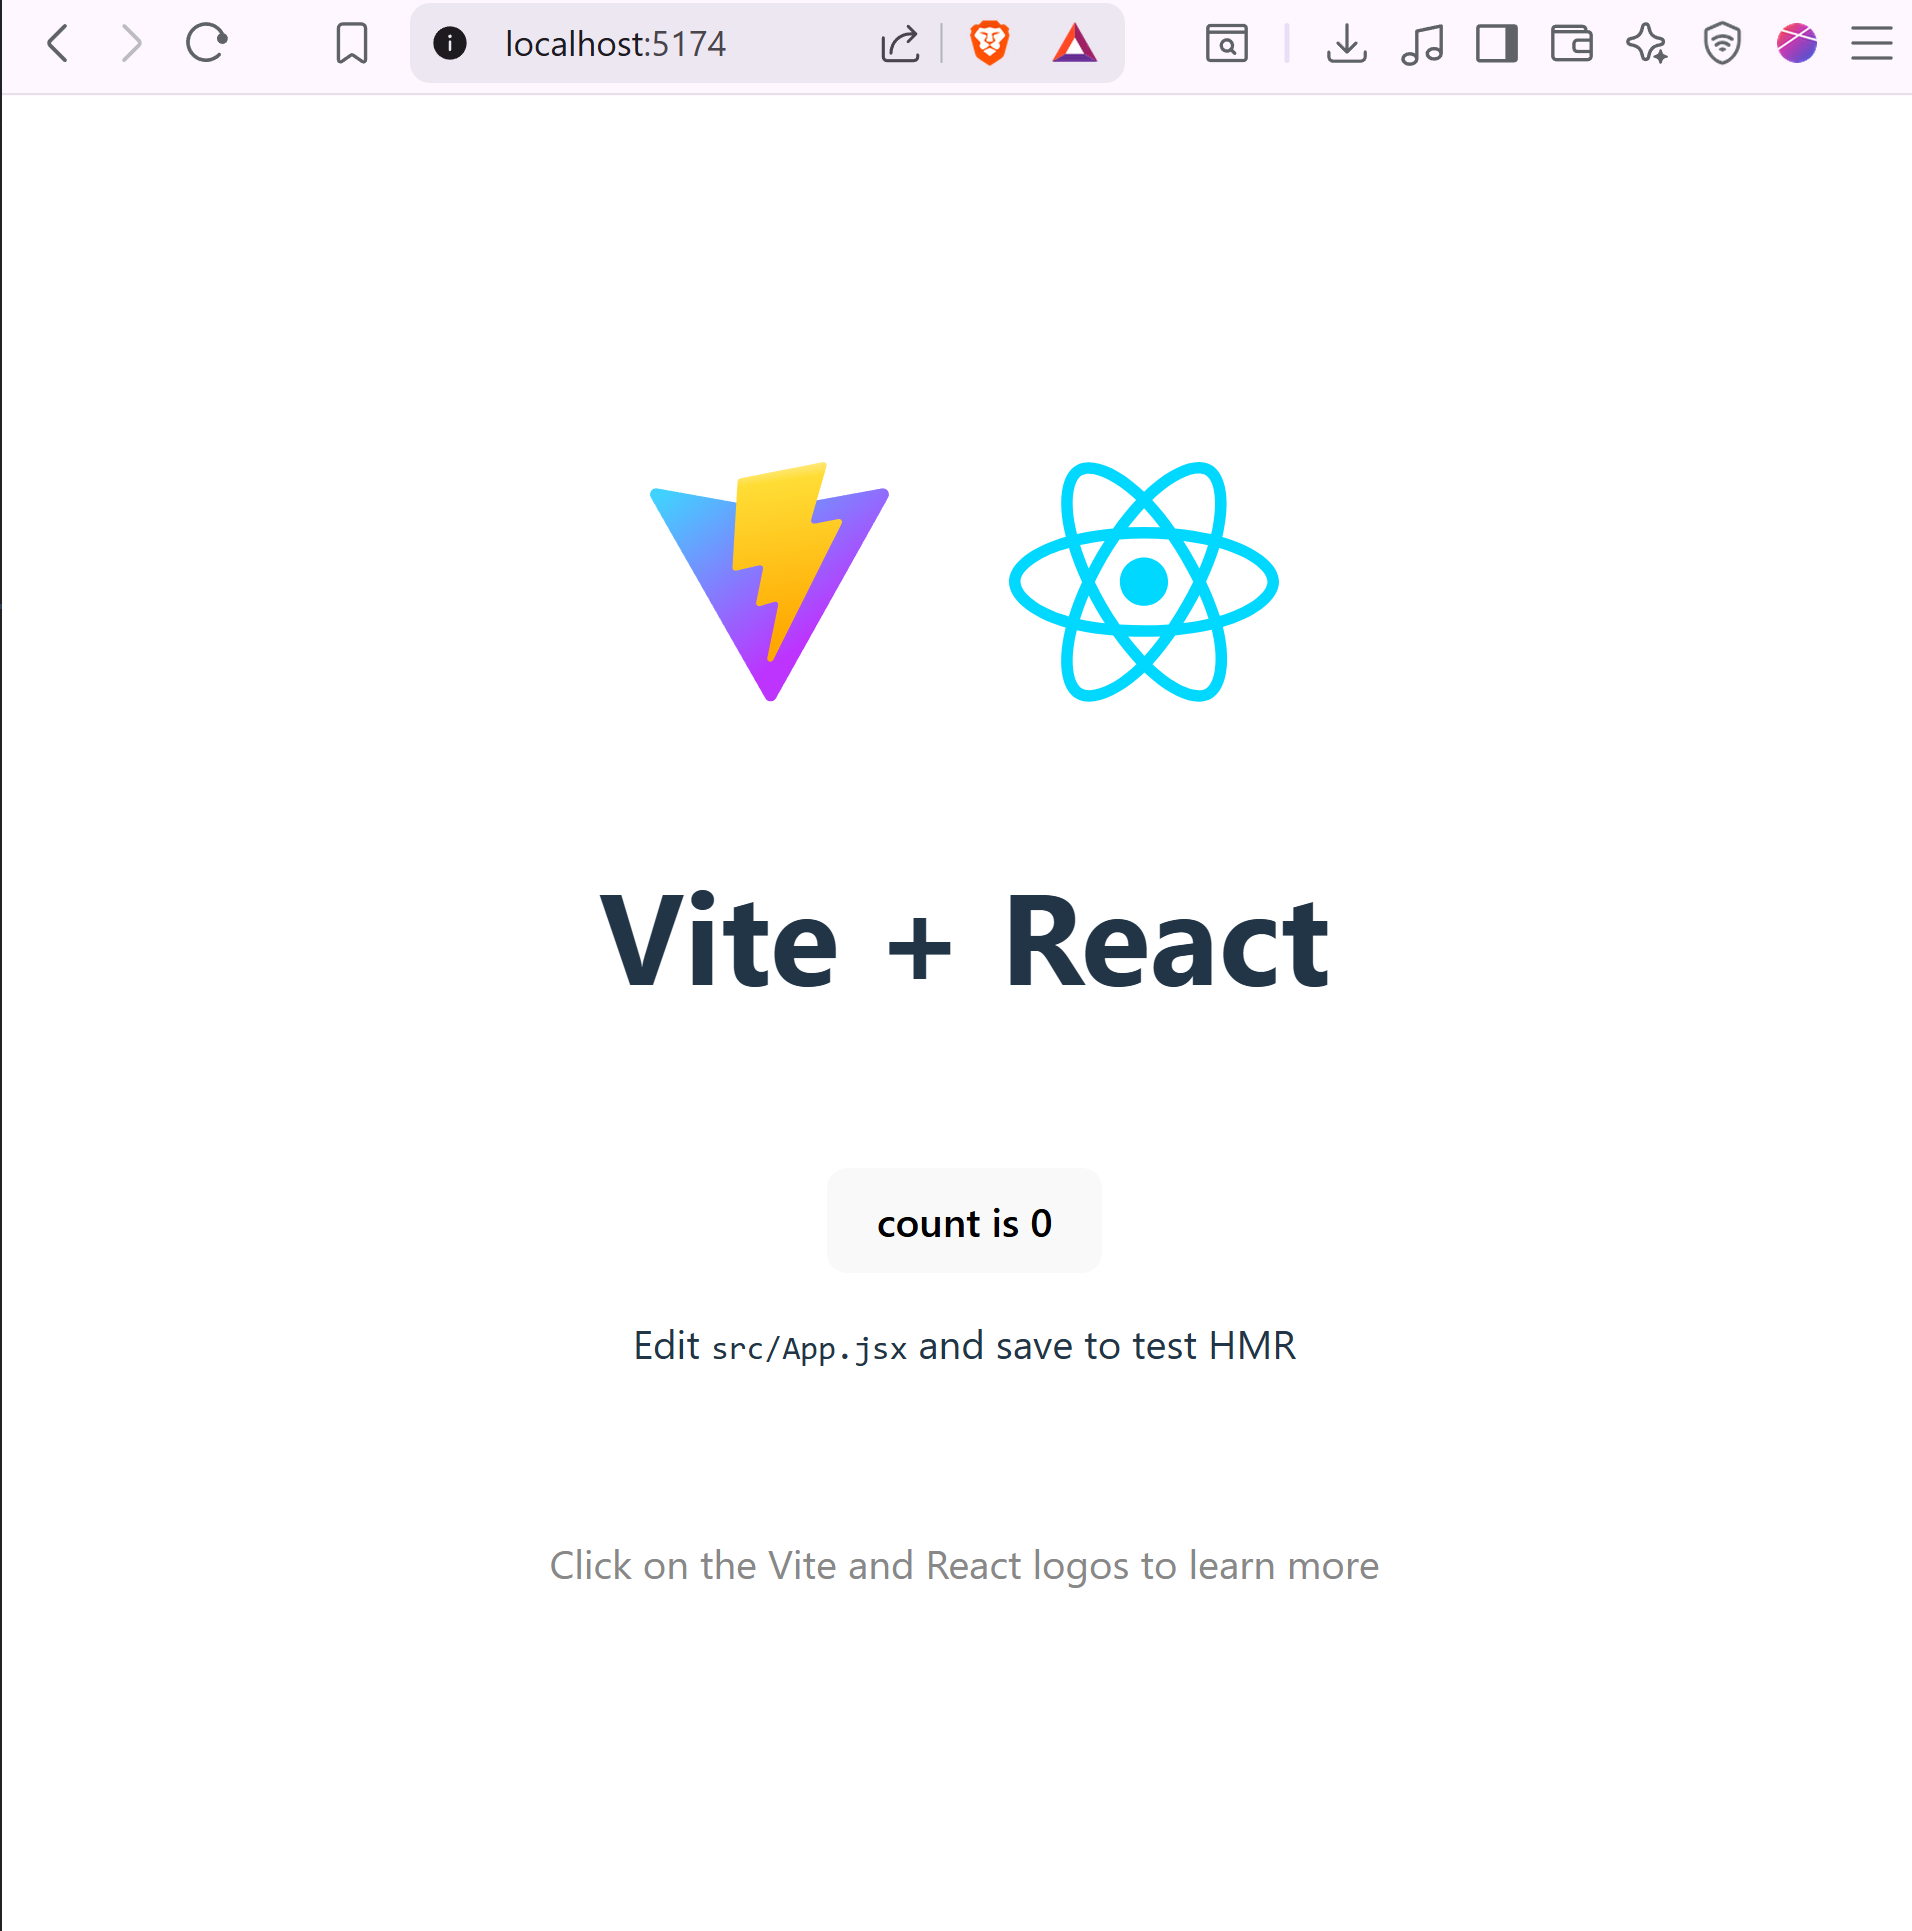 localhost:5174
Vite + React
count is 0
Edit src/App.jsx and save to test HMR
Click on the Vite and React logos to learn more